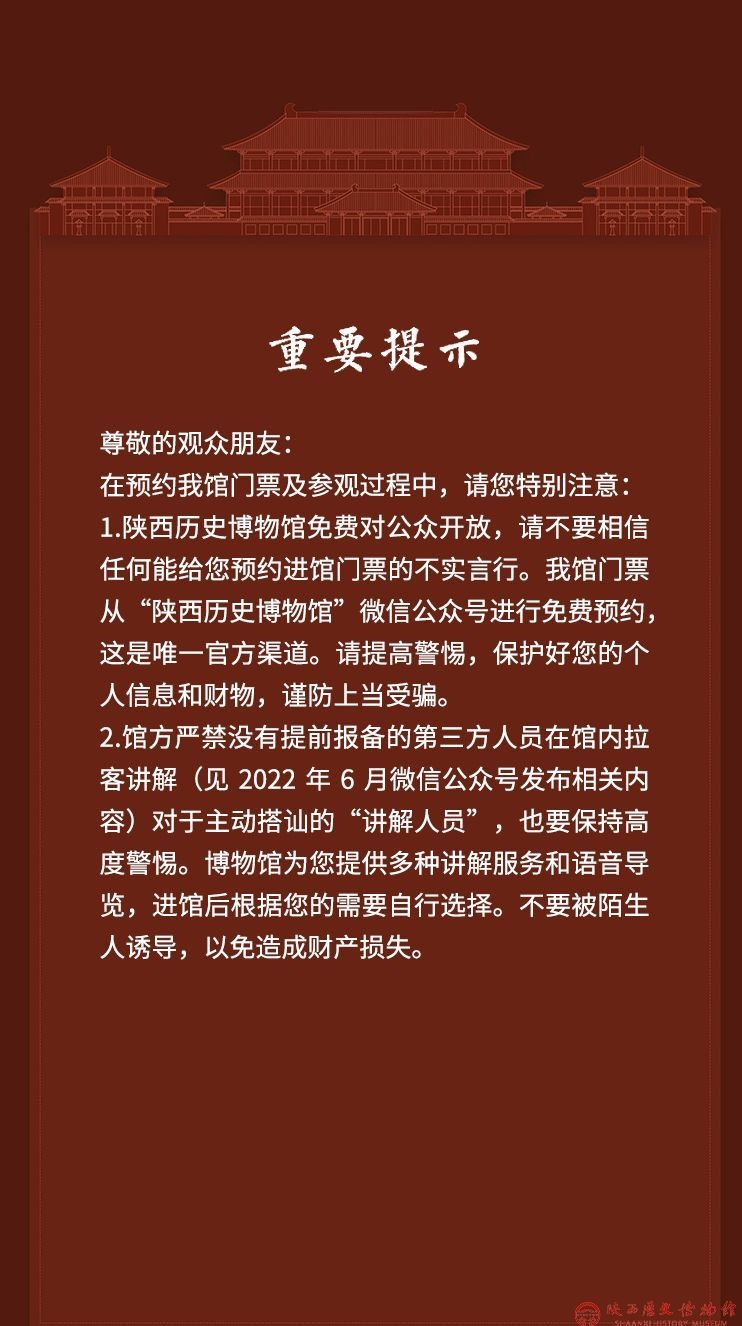 重要提示
尊敬的观众朋友：
在预约我馆门票及参观过程中，请您特别注意：
1.陕西历史博物馆免费对公众开放，请不要相信
任何能给您预约进馆门票的不实言行。我馆门票
从“陕西历史博物馆”微信公众号进行免费预约，
这是唯一官方渠道。请提高警惕，保护好您的个
人信息和财物，谨防上当受骗。
2.馆方严禁没有提前报备的第三方人员在馆内拉
客讲解（见 2022 年 6 月微信公众号发布相关内
容）对于主动搭讪的“讲解人员”，也要保持高
度警惕。博物馆为您提供多种讲解服务和语音导
览，进馆后根据您的需要自行选择。不要被陌生
人诱导，以免造成财产损失。
陕西历史博物馆
SHAANXI HISTORY MUSEUM